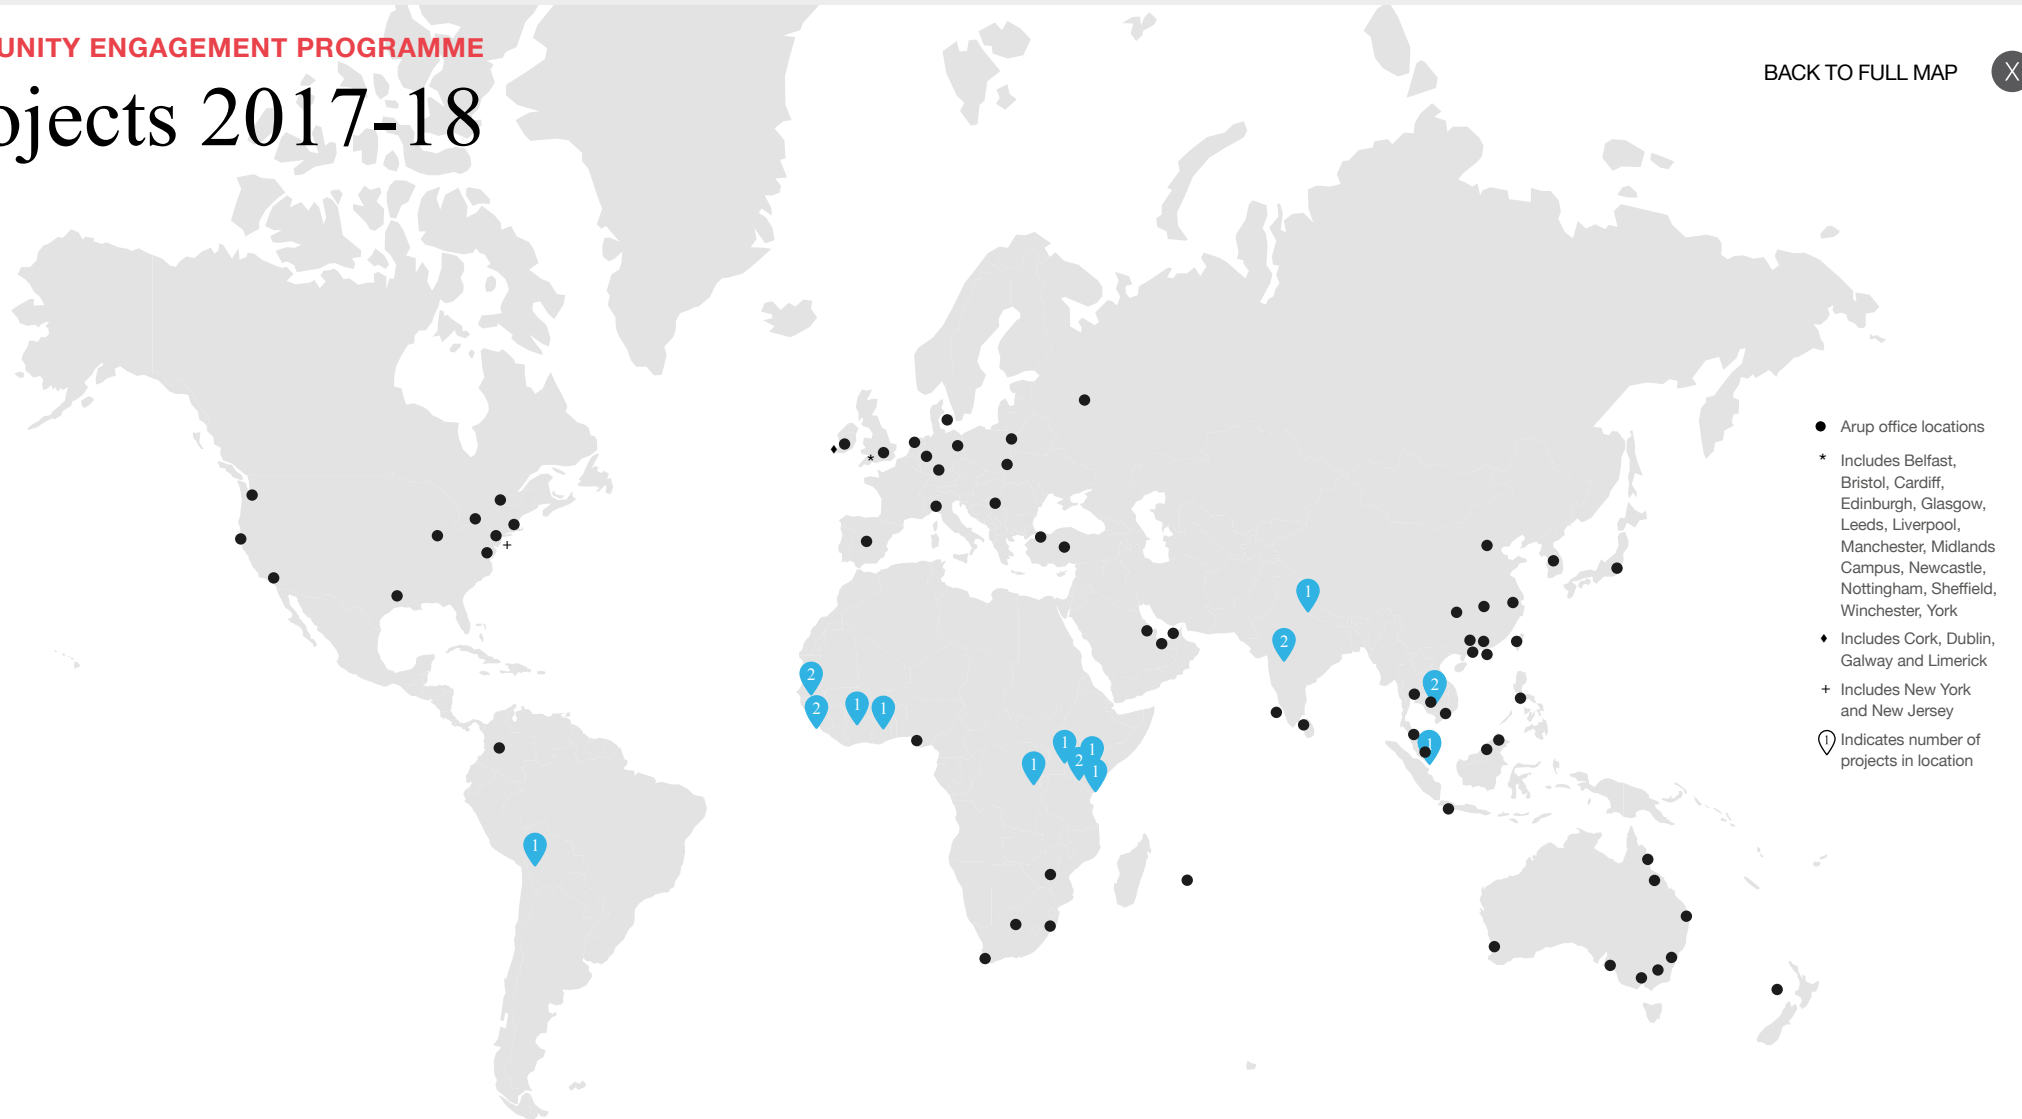 UNITY ENGAGEMENT PROGRAMME
ojects 2017-18
BACK TO FULL MAP X
Arup office locations
* Includes Belfast,
Bristol, Cardiff,
Edinburgh, Glasgow,
Leeds, Liverpool,
Manchester, Midlands
Campus, Newcastle,
Nottingham, Sheffield,
Winchester, York
♦ Includes Cork, Dublin,
Galway and Limerick
+ Includes New York
and New Jersey
1 Indicates number of
projects in location
*
+
1
2
2
2
1
1
2
1
1
1
2
1
1
1